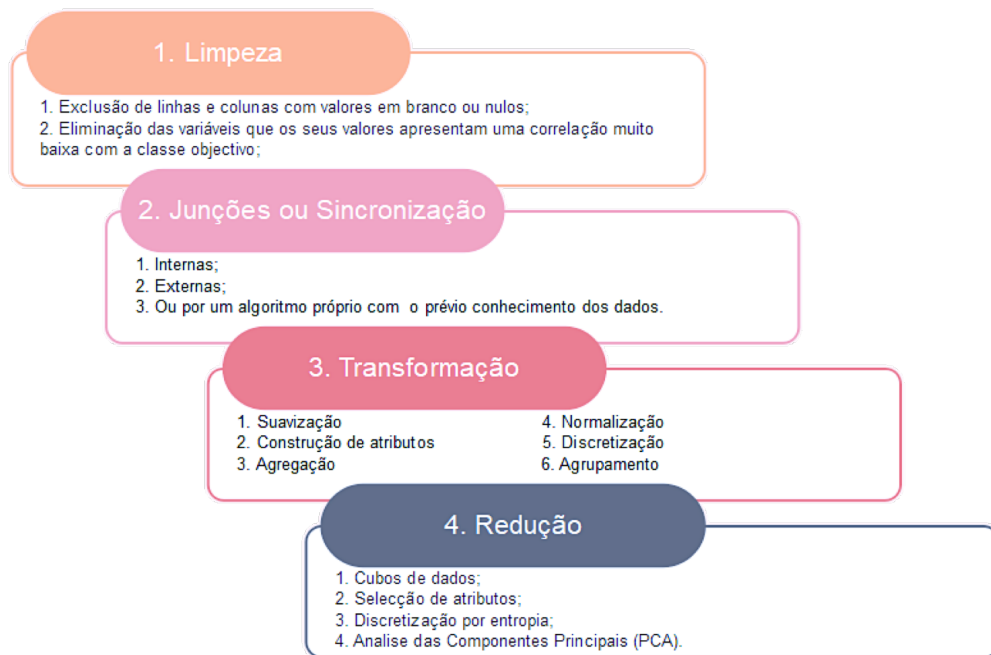 1. Limpeza
1. Exclusão de linhas e colunas com valores em branco ou nulos;
2. Eliminação das variáveis que os seus valores apresentam uma correlação muito
baixa com a classe objectivo;
2. Junções ou Sincronização
1. Internas;
2. Externas;
3. Ou por um algoritmo próprio com o prévio conhecimento dos dados.
3. Transformação
1. Suavização
2. Construção de atributos
3. Agregação
4. Normalização
5. Discretização
6. Agrupamento
4. Redução
1. Cubos de dados;
2. Selecção de atributos;
3. Discretização por entropia;
4. Analise das Componentes Principais (PCA).